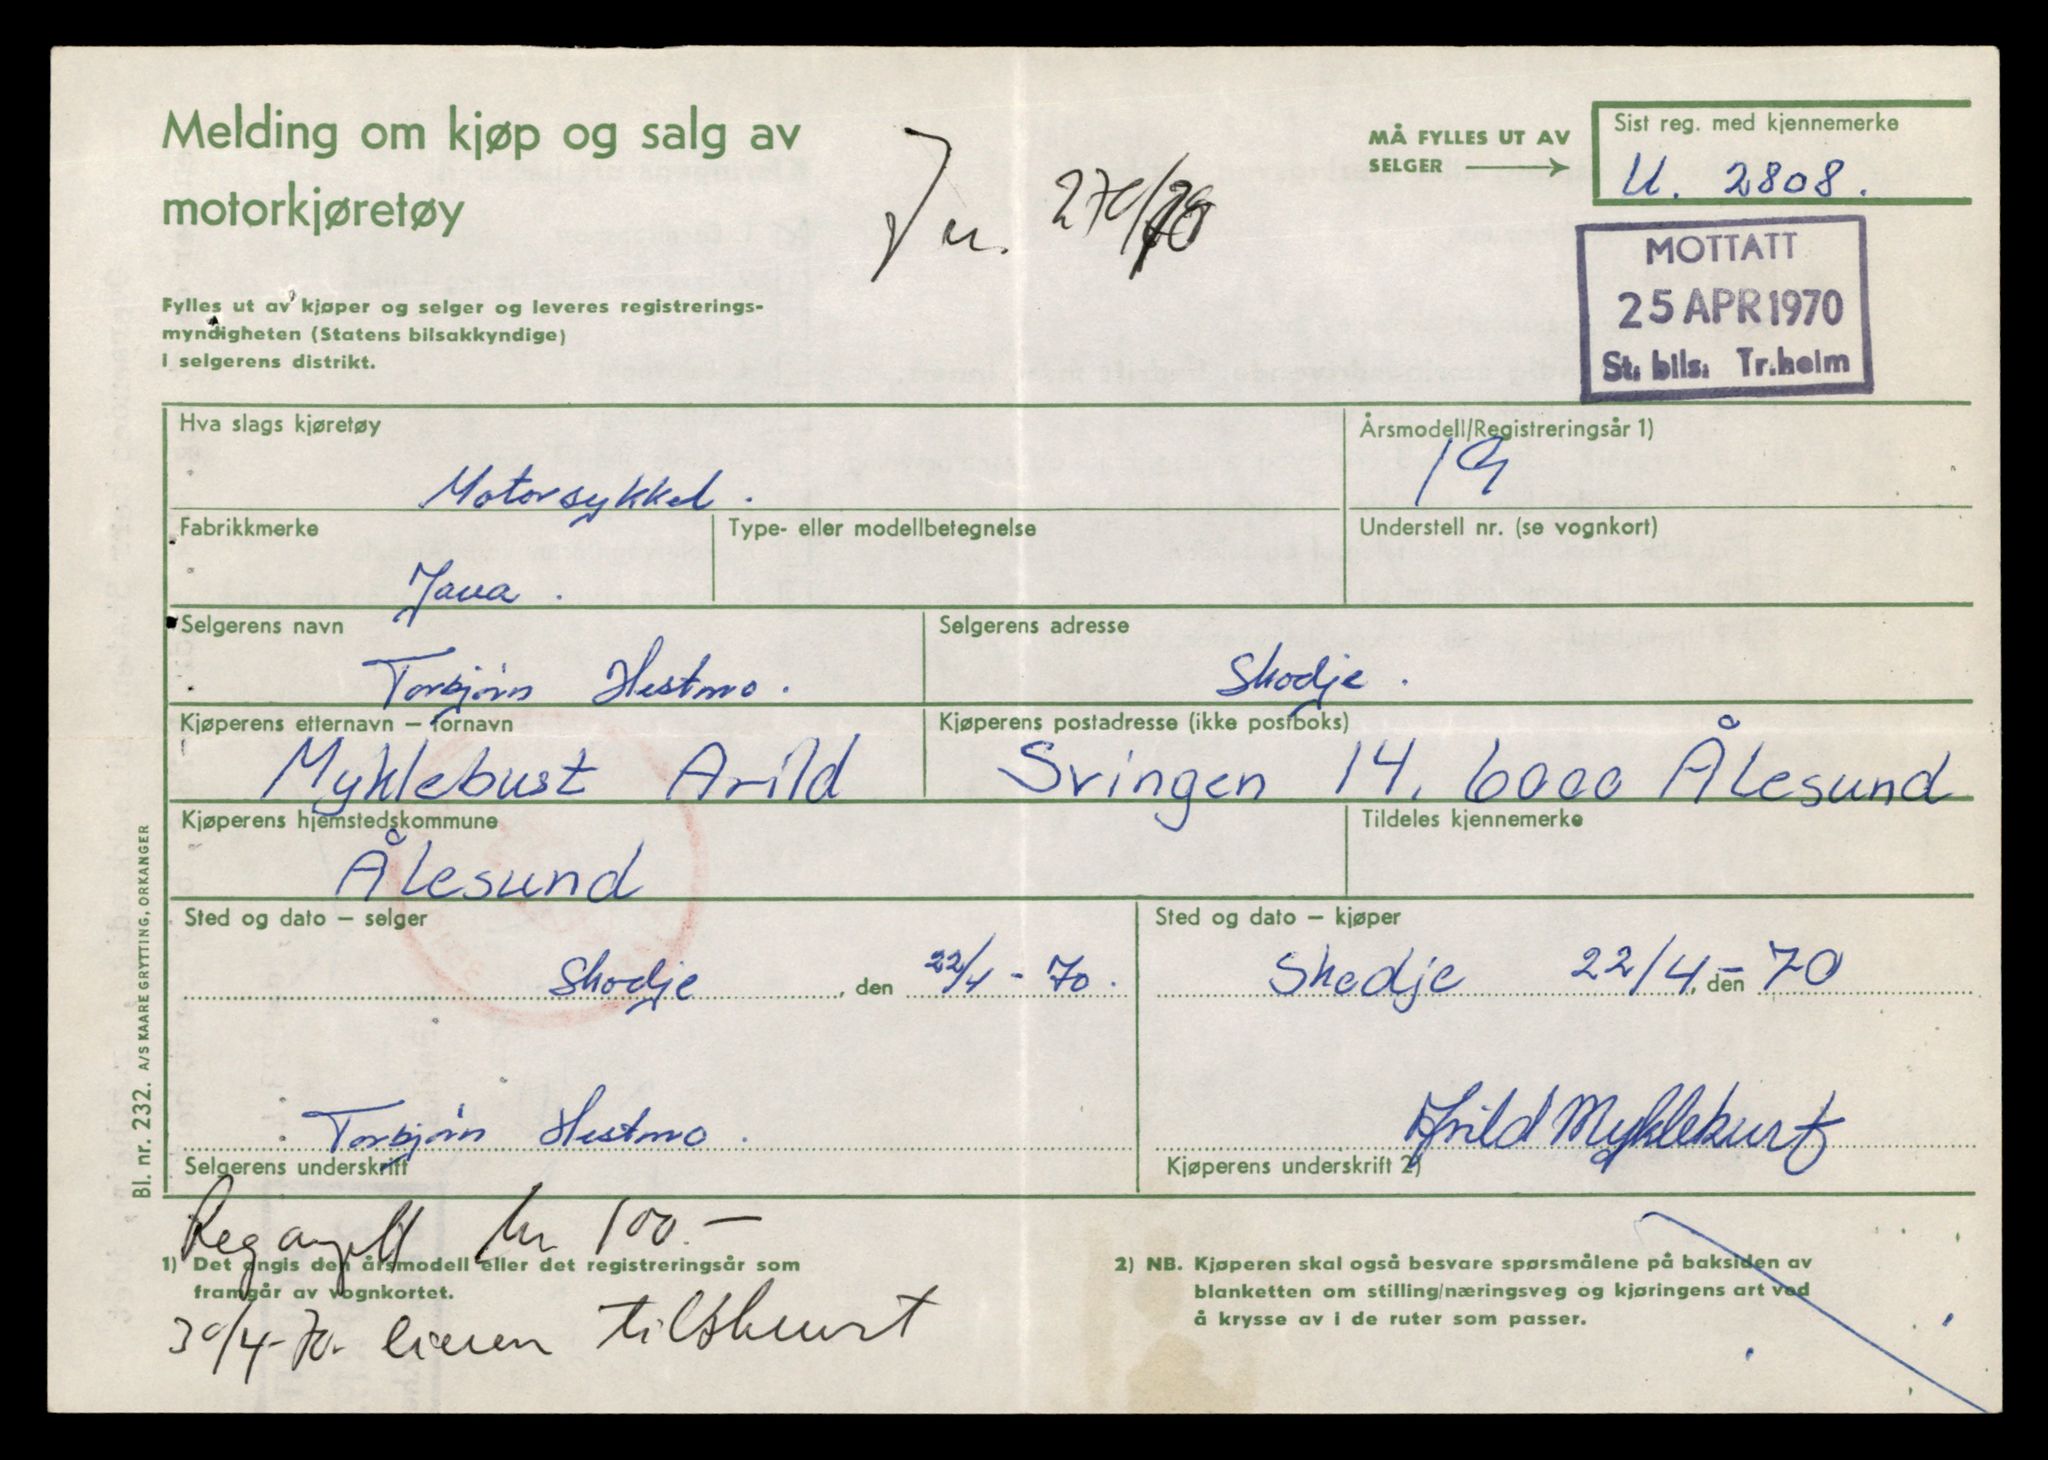 Melding om kjøp og salg av
motorkjøretøy
MÅ FYLLES UT AV
SELGER
Sist reg. med kjennemerke
U. 2808.
MOTTATT
25 APR 1970
St. bils. Tr.heim
Fylles ut av kjøper og selger og leveres registrerings-
myndigheten (Statens bilsakkyndige)
i selgerens distrikt.
Hva slags kjøretøy
Motorsykkel.
Årsmodell/Registreringsår 1)
19
Fabrikkmerke
Jawa.
Type- eller modellbetegnelse
Understell nr. (se vognkort)
Selgerens navn
Torbjørn Hestmo.
Selgerens adresse
Skodje.
Kjøperens etternavn – fornavn
Myklebust Arild
Kjøperens postadresse (ikke postboks)
Svingen 14. 6000 Ålesund
Kjøperens hjemstedskommune
Ålesund
Tildeles kjennemerke
Sted og dato – selger
Skodje, den 22/4 - 70.
Sted og dato – kjøper
Skodje 22/4, den - 70
Torbjørn Hestmo.
Selgerens underskrift
Arild Myklebust
Kjøperens underskrift 2)
kr 100.-
1) Det angis den årsmodell eller det registreringsår som
framgår av vognkortet.
30/4-70. tilskrevet
2) NB. Kjøperen skal også besvare spørsmålene på baksiden av
blanketten om stilling/næringsveg og kjøringens art ved
å krysse av i de ruter som passer.
Bl. nr. 232. A/S KAARE GRYTTING, ORKANGER